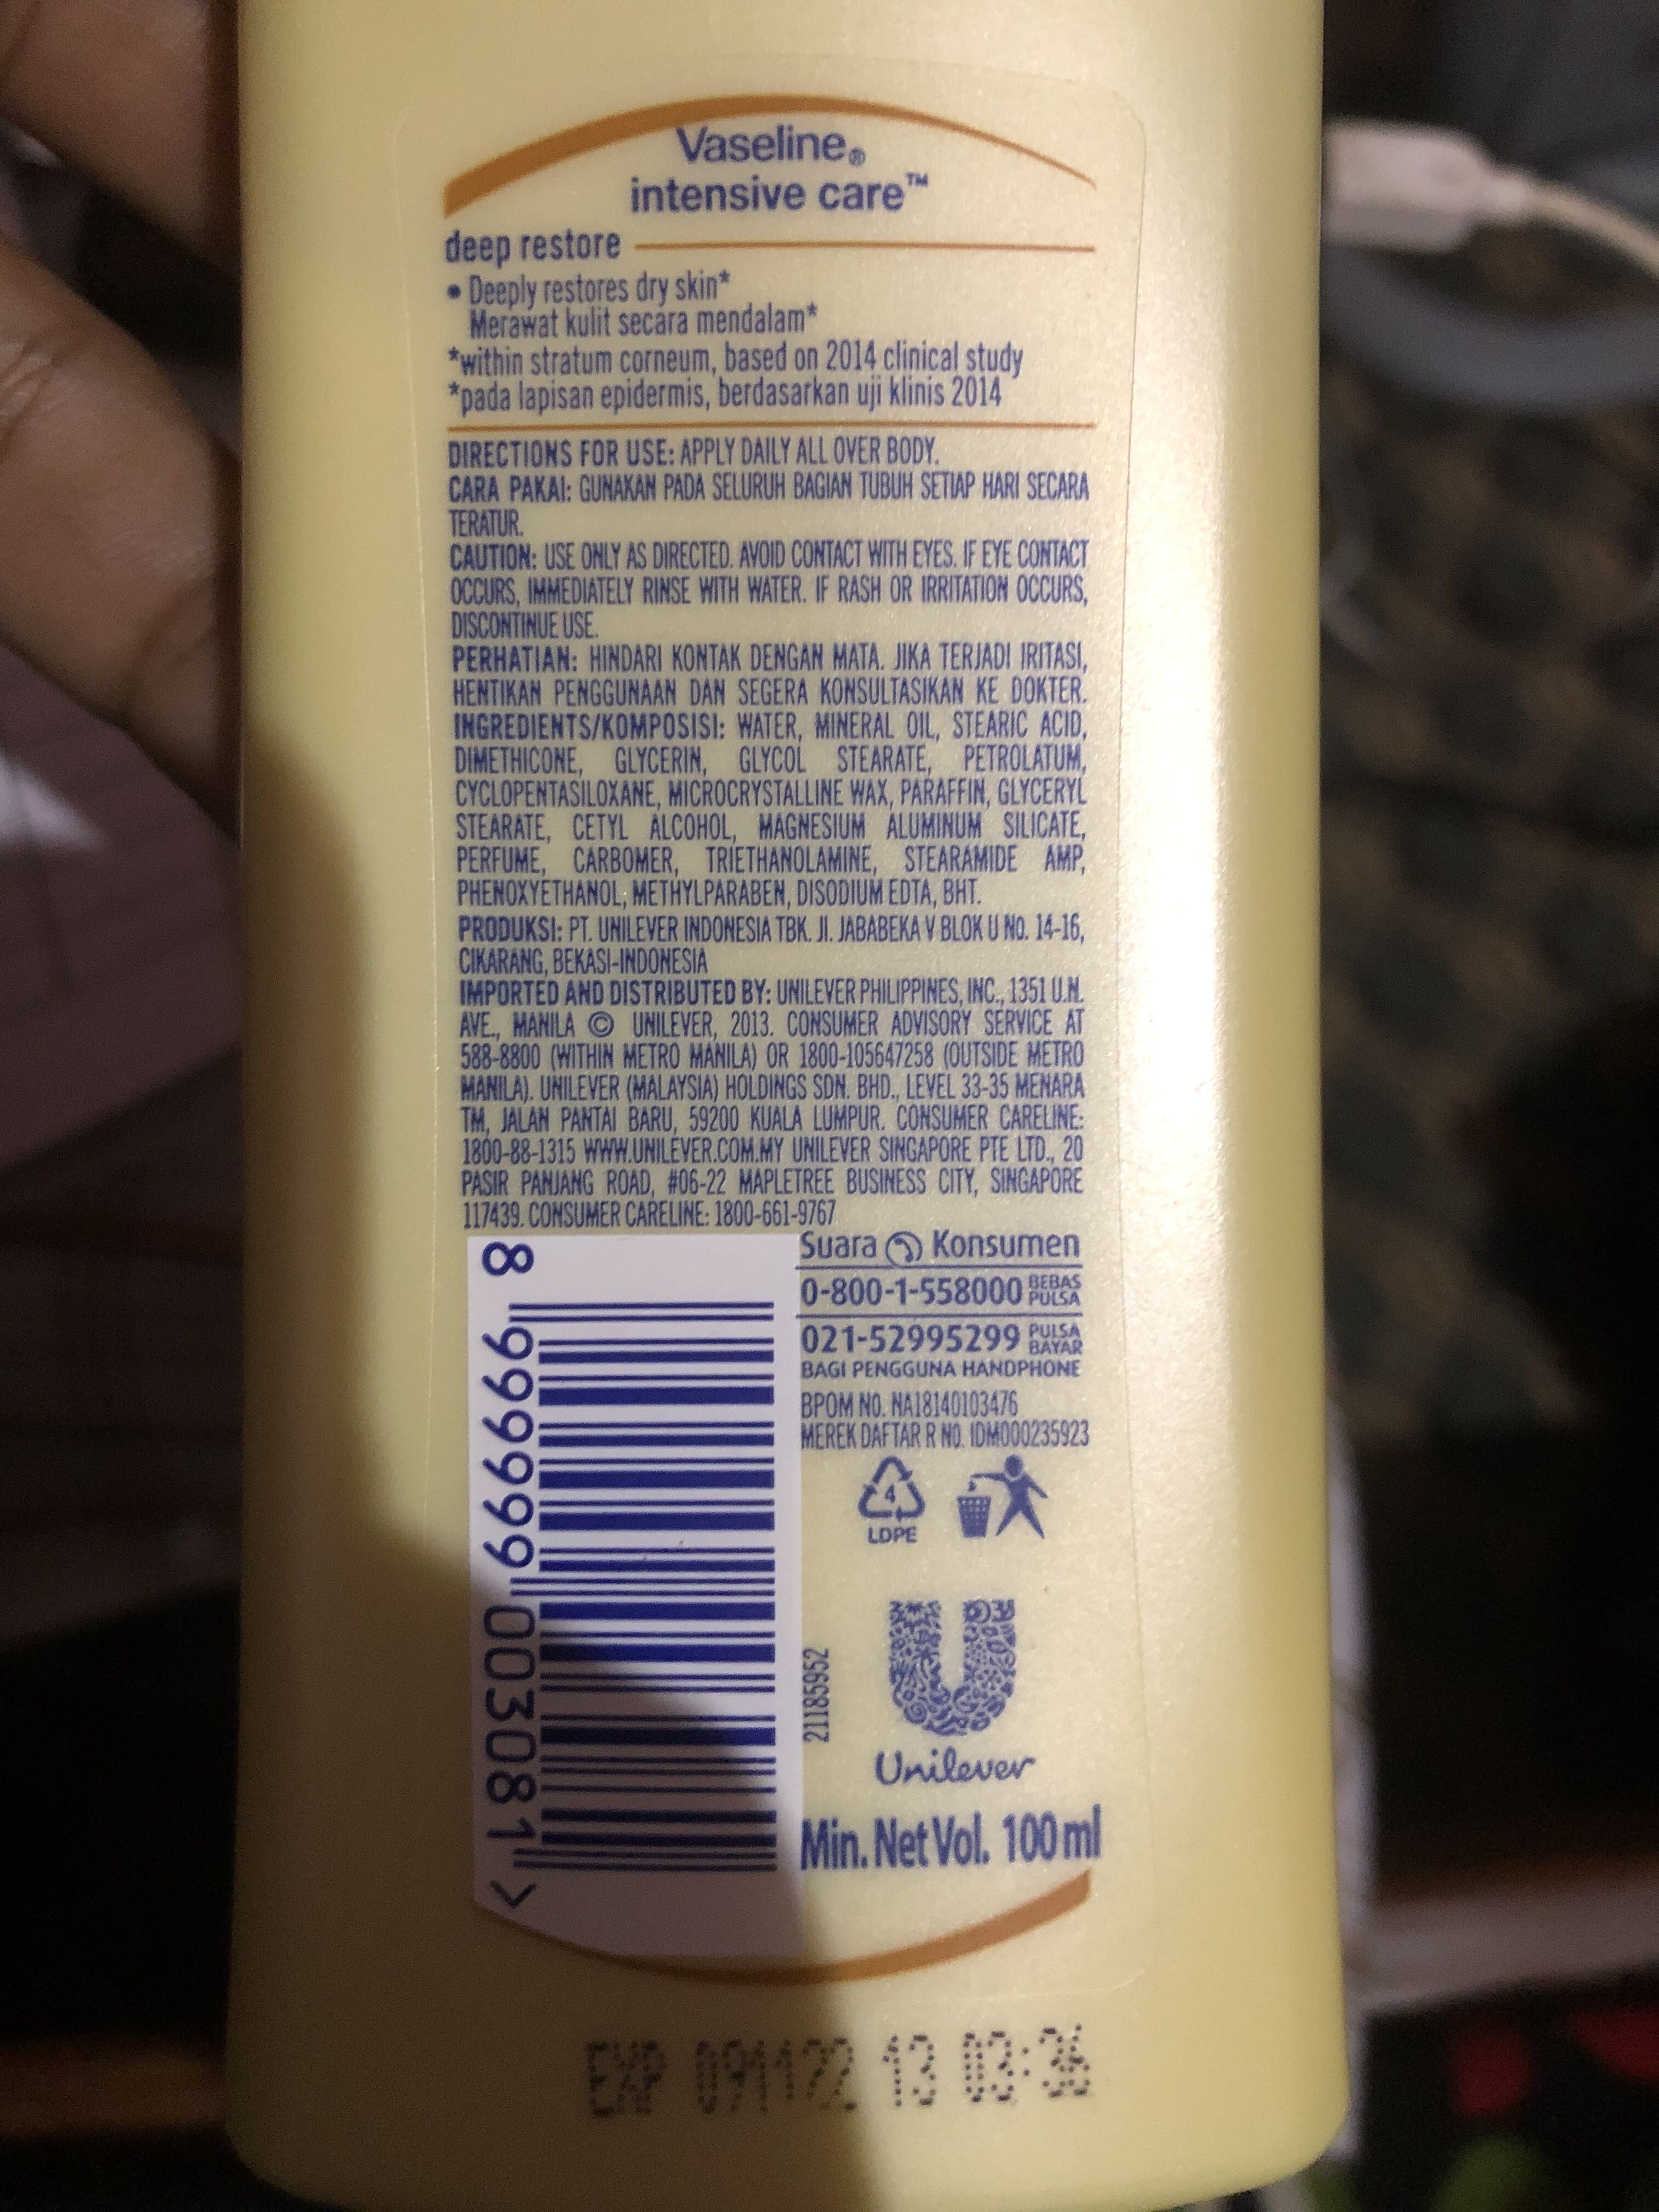 Vaseline®
intensive care™
deep restore
• Deeply restores dry skin*
Merawat kulit secara mendalam*
*within stratum corneum, based on 2014 clinical study
*pada lapisan epidermis, berdasarkan uji klinis 2014
DIRECTIONS FOR USE: APPLY DAILY ALL OVER BODY.
CARA PAKAI: GUNAKAN PADA SELURUH BAGIAN TUBUH SETIAP HARI SECARA
TERATUR.
CAUTION: USE ONLY AS DIRECTED. AVOID CONTACT WITH EYES. IF EYE CONTACT
OCCURS, IMMEDIATELY RINSE WITH WATER. IF RASH OR IRRITATION OCCURS,
DISCONTINUE USE.
PERHATIAN: HINDARI KONTAK DENGAN MATA. JIKA TERJADI IRITASI,
HENTIKAN PENGGUNAAN DAN SEGERA KONSULTASIKAN KE DOKTER.
INGREDIENTS/KOMPOSISI: WATER, MINERAL OIL, STEARIC ACID,
DIMETHICONE, GLYCERIN, GLYCOL STEARATE, PETROLATUM,
CYCLOPENTASILOXANE, MICROCRYSTALLINE WAX, PARAFFIN, GLYCERYL
STEARATE, CETYL ALCOHOL, MAGNESIUM ALUMINUM SILICATE,
PERFUME, CARBOMER, TRIETHANOLAMINE, STEARAMIDE AMP,
PHENOXYETHANOL, METHYLPARABEN, DISODIUM EDTA, BHT.
PRODUKSI: PT. UNILEVER INDONESIA TBK. Jl. JABABEKA V BLOK U NO. 14-16,
CIKARANG, BEKASI-INDONESIA
IMPORTED AND DISTRIBUTED BY: UNILEVER PHILIPPINES, INC., 1351 U.N.
AVE., MANILA © UNILEVER, 2013. CONSUMER ADVISORY SERVICE AT
588-8800 (WITHIN METRO MANILA) OR 1800-105647258 (OUTSIDE METRO
MANILA). UNILEVER (MALAYSIA) HOLDINGS SDN. BHD., LEVEL 33-35 MENARA
TM, JALAN PANTAI BARU, 59200 KUALA LUMPUR. CONSUMER CARELINE:
1800-88-1315 WWW.UNILEVER.COM.MY UNILEVER SINGAPORE PTE LTD., 20
PASIR PANJANG ROAD, #06-22 MAPLETREE BUSINESS CITY, SINGAPORE
117439. CONSUMER CARELINE: 1800-661-9767
Suara Konsumen
0-800-1-558000 BEBAS PULSA
021-52995299 PULSA BAYAR
BAGI PENGGUNA HANDPHONE
BPOM NO. NA18140103476
MEREK DAFTAR R NO. IDM000235923
4
LDPE
8 999999 003081 >
21185952
Unilever
Min. Net Vol. 100 ml
EXP 091122 13 03:36